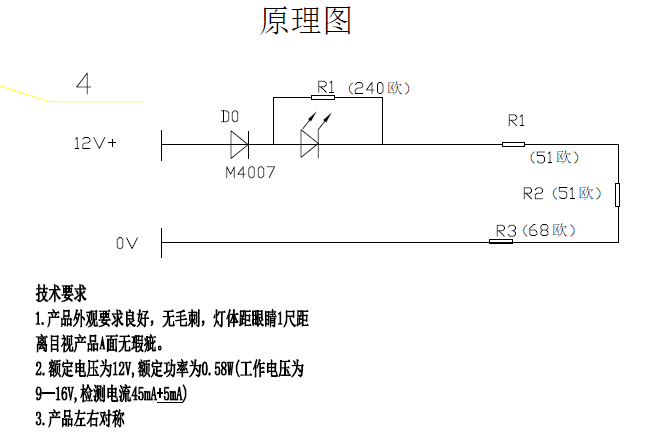 原理图
4
R1 (240欧)
D0
R1
12V+
(51欧)
M4007
R2 (51欧)
R3 (68欧)
0V
技术要求
1.产品外观要求良好，无毛刺，灯体距眼睛1尺距
离目视产品A面无瑕疵。
2.额定电压为12V,额定功率为0.58W(工作电压为
9—16V,检测电流45mA+5mA)
3.产品左右对称